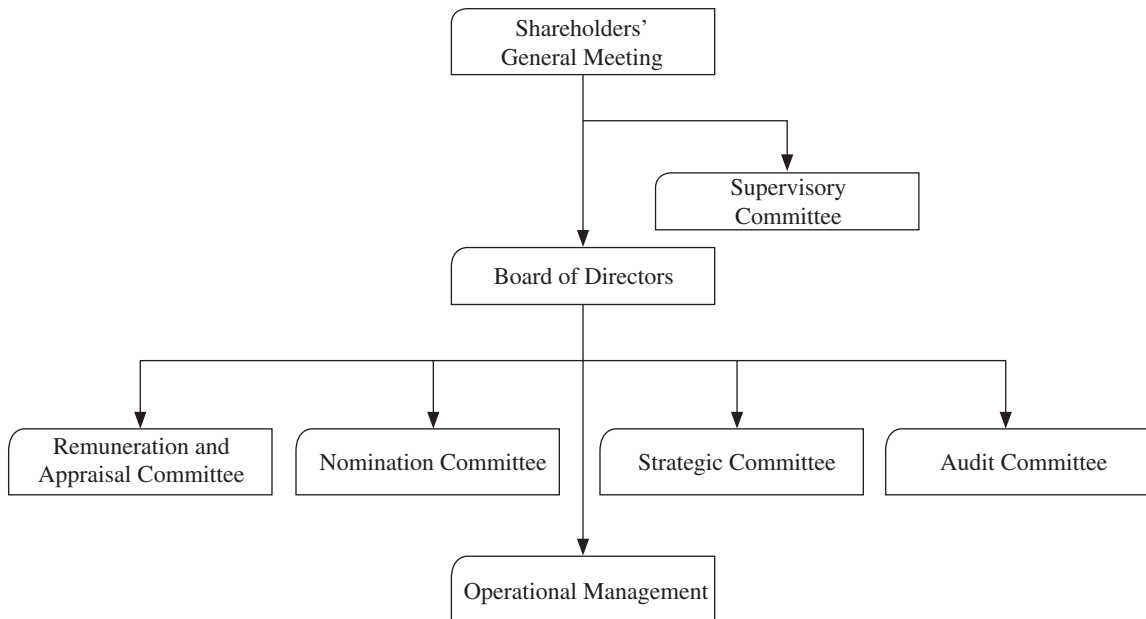 Shareholders’
General Meeting
Supervisory
Committee
Board of Directors
Remuneration and
Appraisal Committee
Nomination Committee
Strategic Committee
Audit Committee
Operational Management